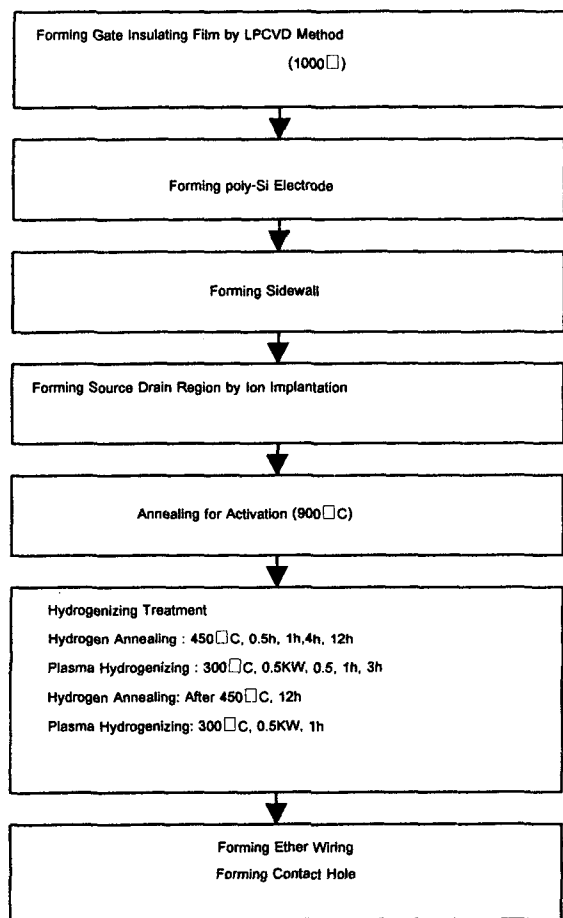 Forming Gate Insulating Film by LPCVD Method
(1000□)
Forming poly-Si Electrode
Forming Sidewall
Forming Source Drain Region by Ion Implantation
Annealing for Activation (900□C)
Hydrogenizing Treatment
Hydrogen Annealing : 450□C, 0.5h, 1h,4h, 12h
Plasma Hydrogenizing : 300□C, 0.5KW, 0.5, 1h, 3h
Hydrogen Annealing: After 450□C, 12h
Plasma Hydrogenizing: 300□C, 0.5KW, 1h
Forming Ether Wiring
Forming Contact Hole